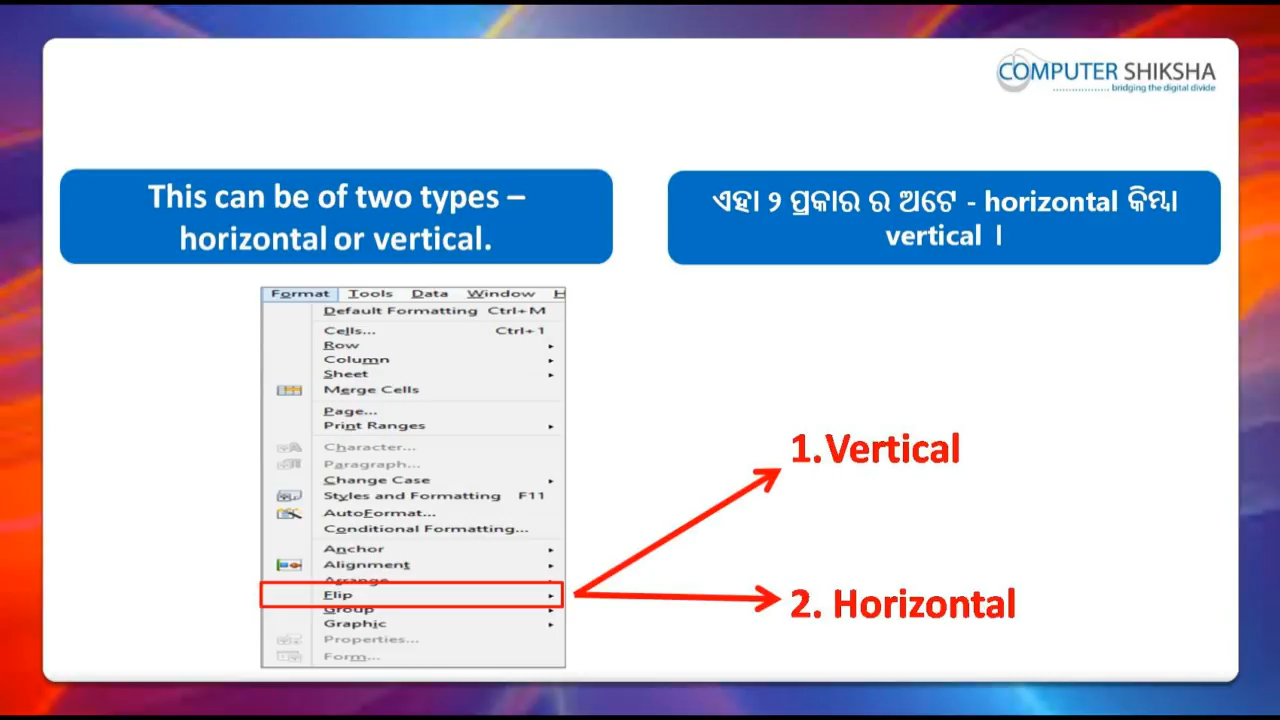 COMPUTER SHIKSHA
bridging the digital divide
This can be of two types –
horizontal or vertical.
ଏହା ୨ ପ୍ରକାର ର ଅଟେ - horizontal କିମ୍ବା
vertical ।
Format Tools Data Window H
Default Formatting Ctrl+M
Cells... Ctrl+1
Row
Column
Sheet
Merge Cells
Page...
Print Ranges
Character...
Paragraph...
Change Case
Styles and Formatting F11
AutoFormat...
Conditional Formatting...
Anchor
Alignment
Arrange
Flip
Group
Graphic
Properties...
Form...
1.Vertical
2. Horizontal